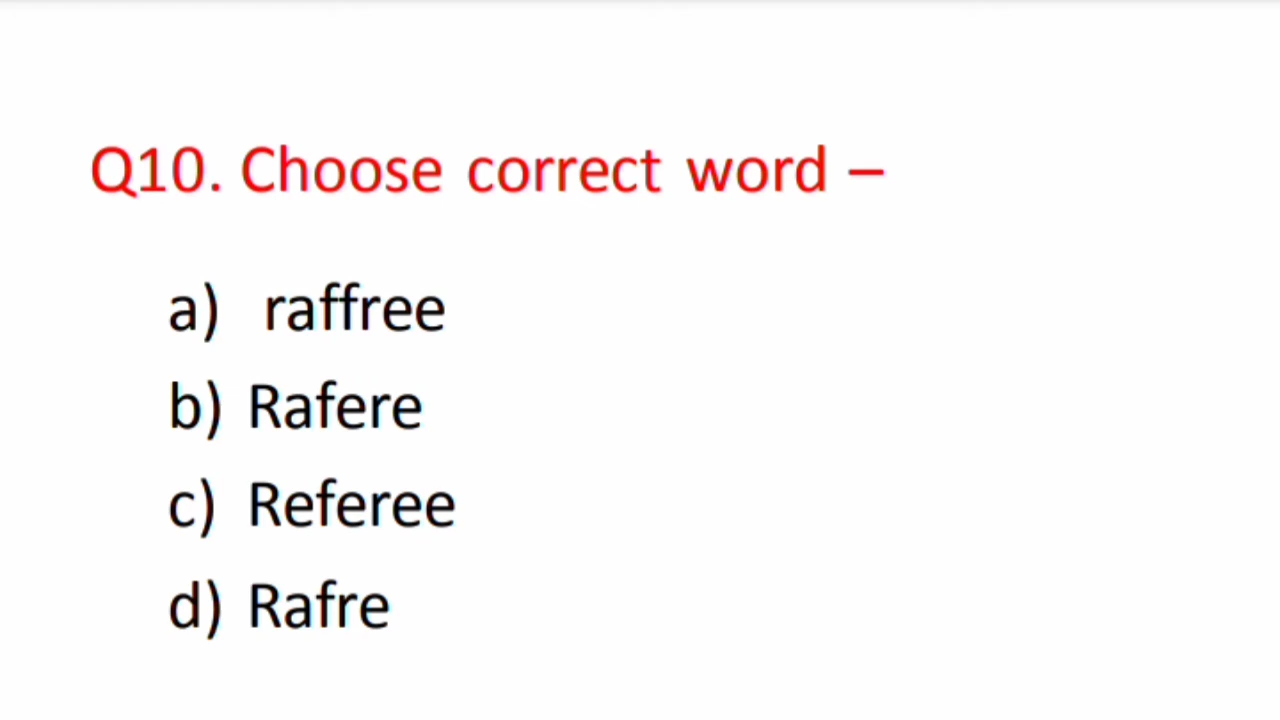 Q10. Choose correct word –
a) raffree
b) Rafere
c) Referee
d) Rafre